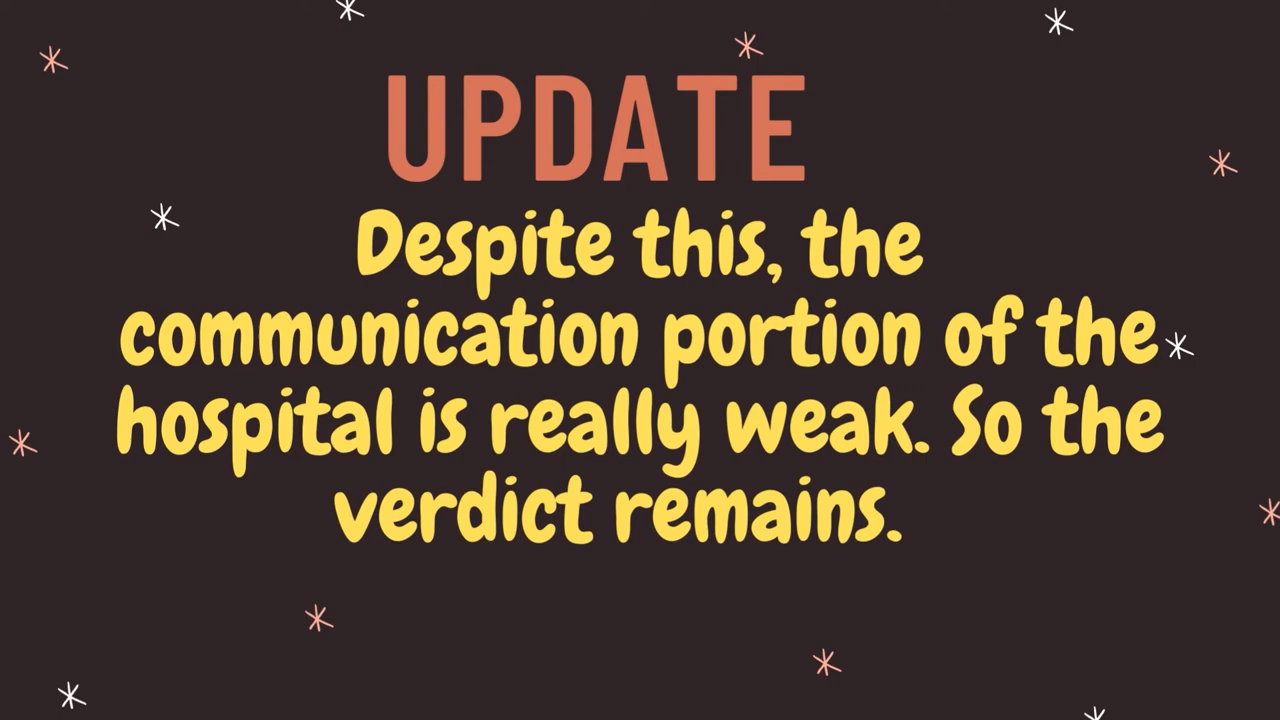 UPDATE
Despite this, the
communication portion of the
hospital is really weak. So the
verdict remains.